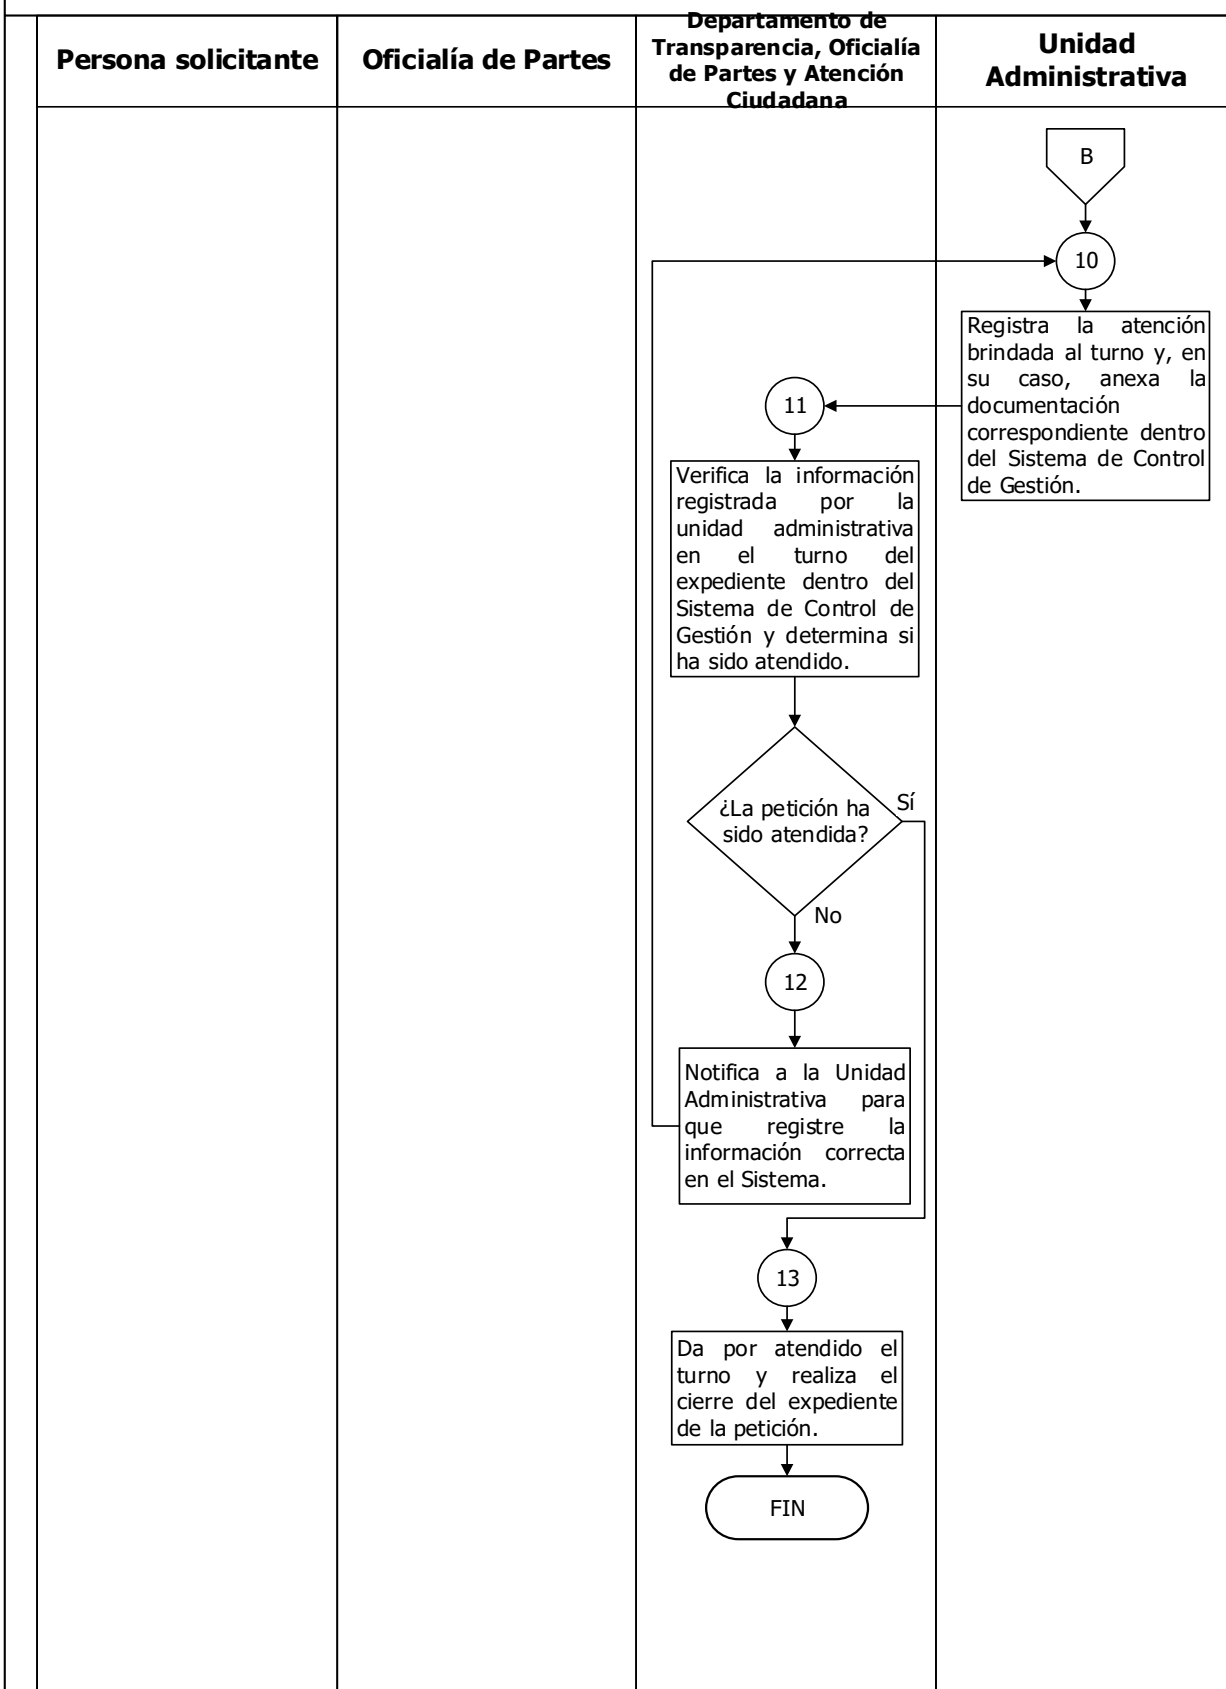 Persona solicitante
Oficialía de Partes
Departamento de
Transparencia, Oficialía
de Partes y Atención
Ciudadana
Unidad
Administrativa
B
10
Registra la atención
brindada al turno y, en
su caso, anexa la
documentación
correspondiente dentro
del Sistema de Control
de Gestión.
11
Verifica la información
registrada por la
unidad administrativa
en el turno del
expediente dentro del
Sistema de Control de
Gestión y determina si
ha sido atendido.
¿La petición ha
sido atendida?
Sí
No
12
Notifica a la Unidad
Administrativa para
que registre la
información correcta
en el Sistema.
13
Da por atendido el
turno y realiza el
cierre del expediente
de la petición.
FIN